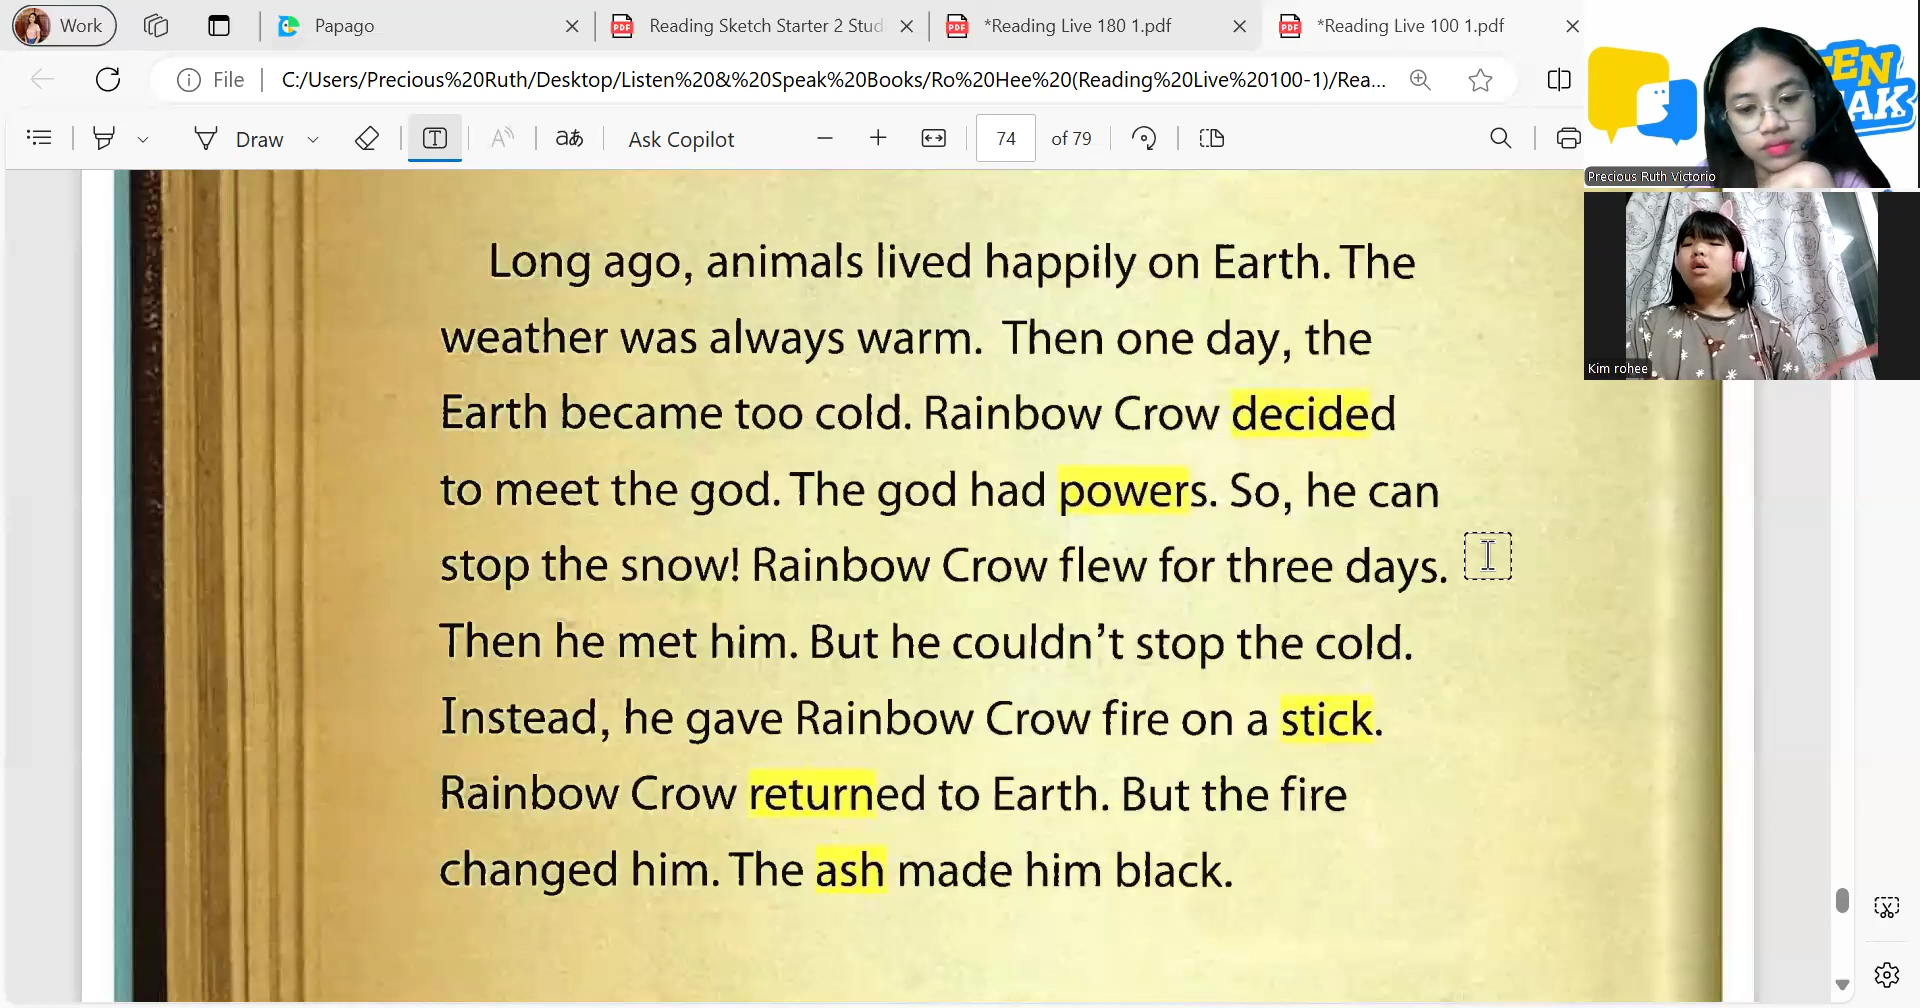 Work
Papago
Reading Sketch Starter 2 Stud
*Reading Live 180 1.pdf
*Reading Live 100 1.pdf
File
C:/Users/Precious%20Ruth/Desktop/Listen%20&%20Speak%20Books/Ro%20Hee%20(Reading%20Live%20100-1)/Rea...
Draw
Ask Copilot
74
of 79
Precious Ruth Victorio
Kim rohee
Long ago, animals lived happily on Earth. The
weather was always warm. Then one day, the
Earth became too cold. Rainbow Crow decided
to meet the god. The god had powers. So, he can
stop the snow! Rainbow Crow flew for three days.
Then he met him. But he couldn't stop the cold.
Instead, he gave Rainbow Crow fire on a stick.
Rainbow Crow returned to Earth. But the fire
changed him. The ash made him black.